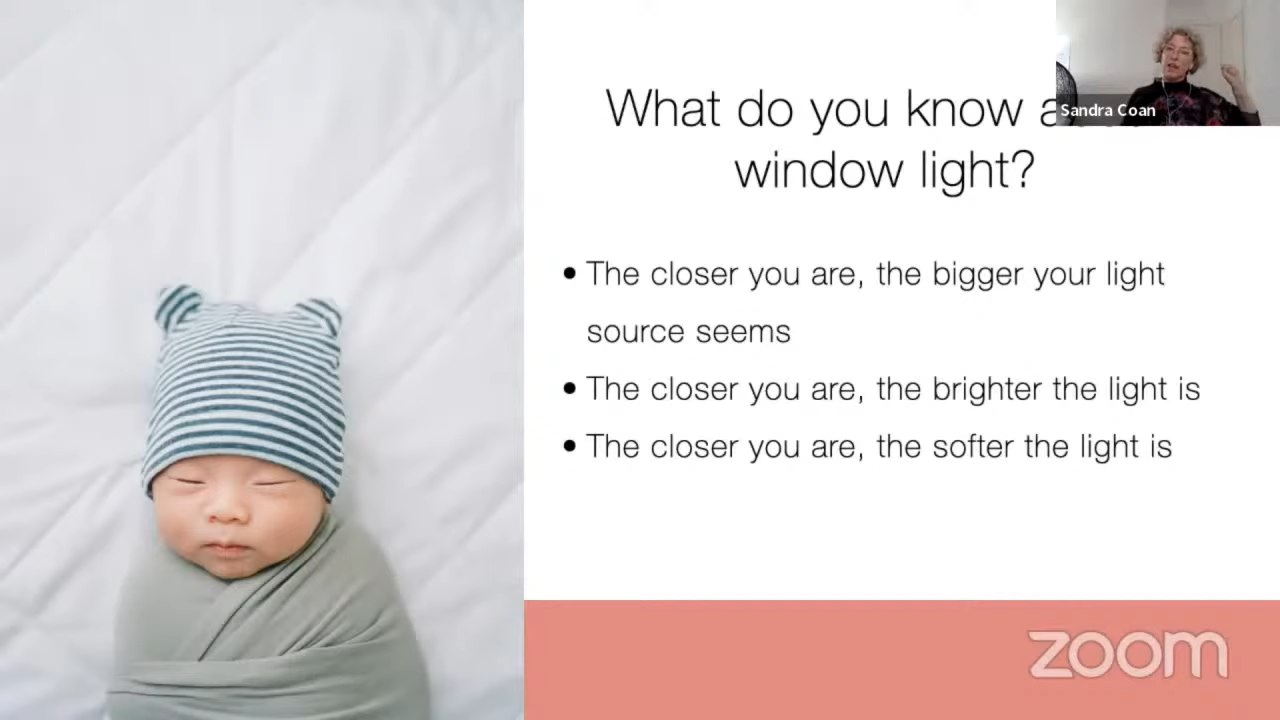 What do you know
window light?
• The closer you are, the bigger your light
source seems
• The closer you are, the brighter the light is
• The closer you are, the softer the light is
Sandra Coan
zoom